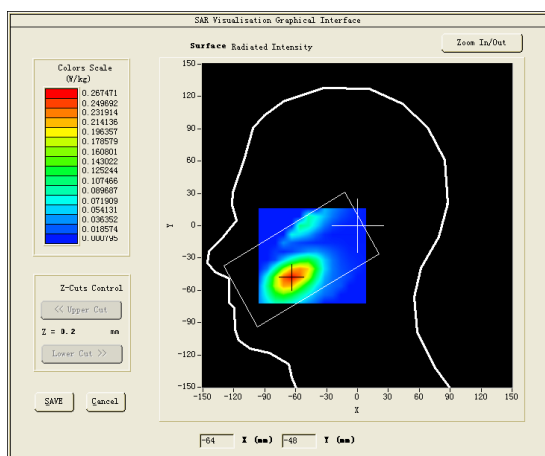 SAR Visualisation Graphical Interface
Surface Radiated Intensity
Zoom In/Out
Colors Scale
(W/kg)
0.267471
0.249692
0.231914
0.214136
0.196357
0.178579
0.160801
0.143022
0.125244
0.107466
0.089687
0.071909
0.054131
0.036352
0.018574
0.000795
Z-Cuts Control
<< Upper Cut
Z = 0.2 mm
Lower Cut >>
SAVE Cancel
150
120
90
60
30
0
-30
-60
-90
-120
-150
Y
-150 -120 -90 -60 -30 0 30 60 90 120 150
X
-64 X (mm) -48 Y (mm)